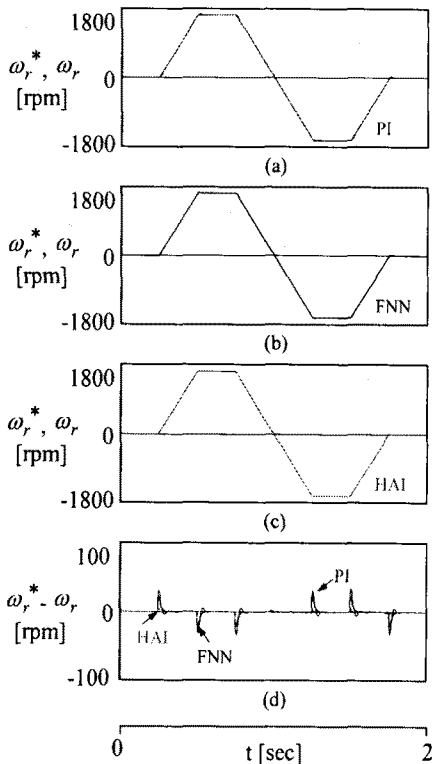 1800
ωr*, ωr
0
[rpm]
-1800
PI
(a)
1800
ωr*, ωr
0
[rpm]
-1800
FNN
(b)
1800
ωr*, ωr
0
[rpm]
-1800
HAI
(c)
100
PI
ωr*- ωr
0
[rpm]
HAI
FNN
-100
(d)
0
t [sec]
2